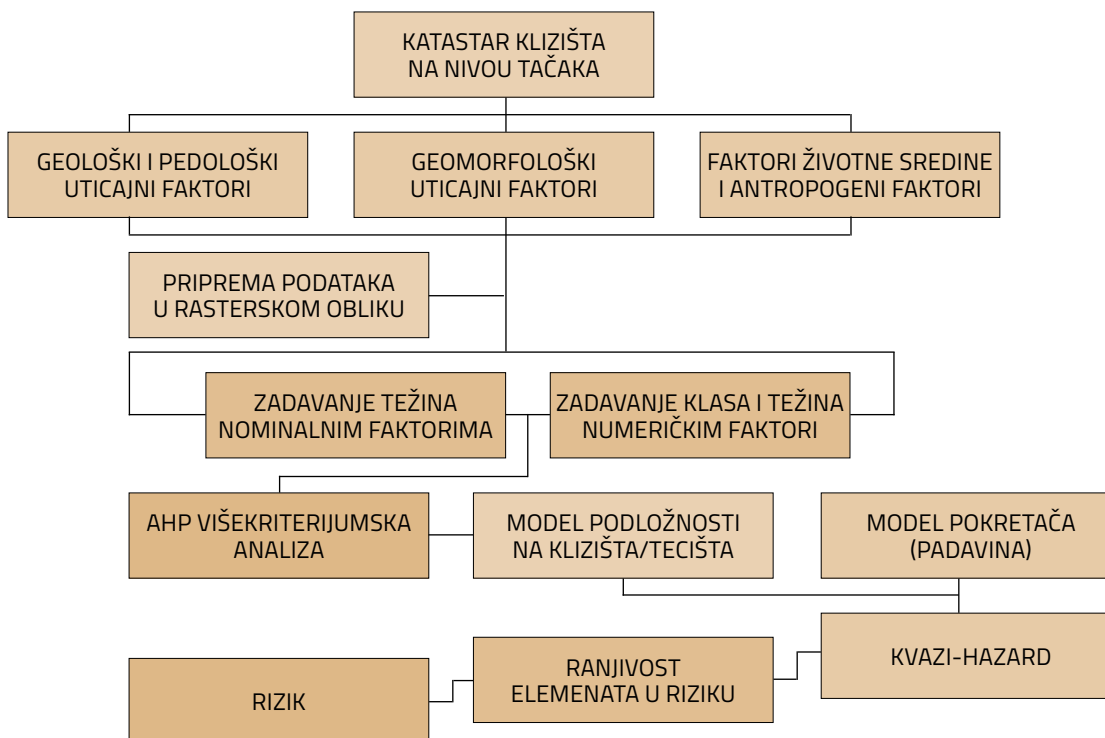 KATASTAR KLIZIŠTA
NA NIVOU TAČAKA
GEOLOŠKI I PEDOLOŠKI
UTICAJNI FAKTORI
GEOMORFOLOŠKI
UTICAJNI FAKTORI
FAKTORI ŽIVOTNE SREDINE
I ANTROPOGENI FAKTORI
PRIPREMA PODATAKA
U RASTERSKOM OBLIKU
ZADAVANJE TEŽINA
NOMINALNIM FAKTORIMA
ZADAVANJE KLASA I TEŽINA
NUMERIČKIM FAKTORI
AHP VIŠEKRITERIJUMSKA
ANALIZA
MODEL PODLOŽNOSTI
NA KLIZIŠTA/TECIŠTA
MODEL POKRETAČA
(PADAVINA)
KVAZI-HAZARD
RANJIVOST
ELEMENATA U RIZIKU
RIZIK